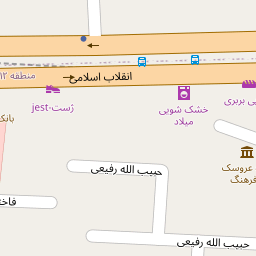 انقلاب اسلامی
منطقه ۱۲
ژست-jest
خشک شویی
میلاد
ی بربری
بانک
عروسک
فرهنگ
حبیب الله رفیعی
فاخ
حبیب الله رفیعی